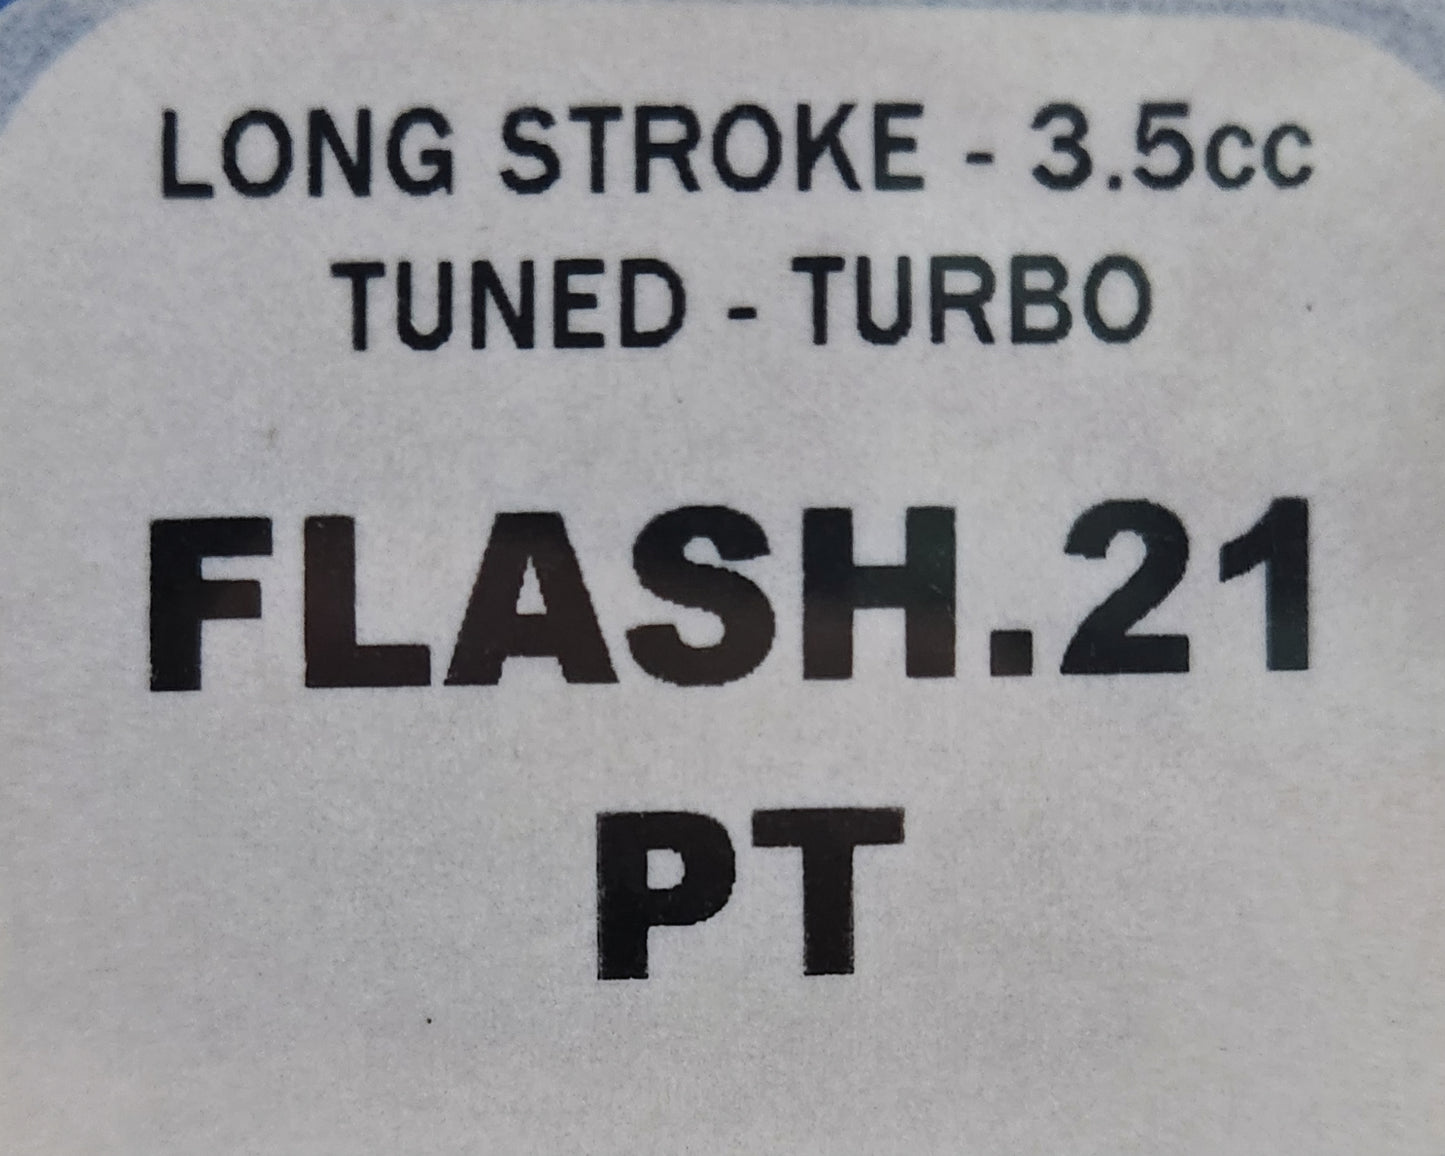 LONG STROKE - 3.5cc
TUNED - TURBO
FLASH.21
PT